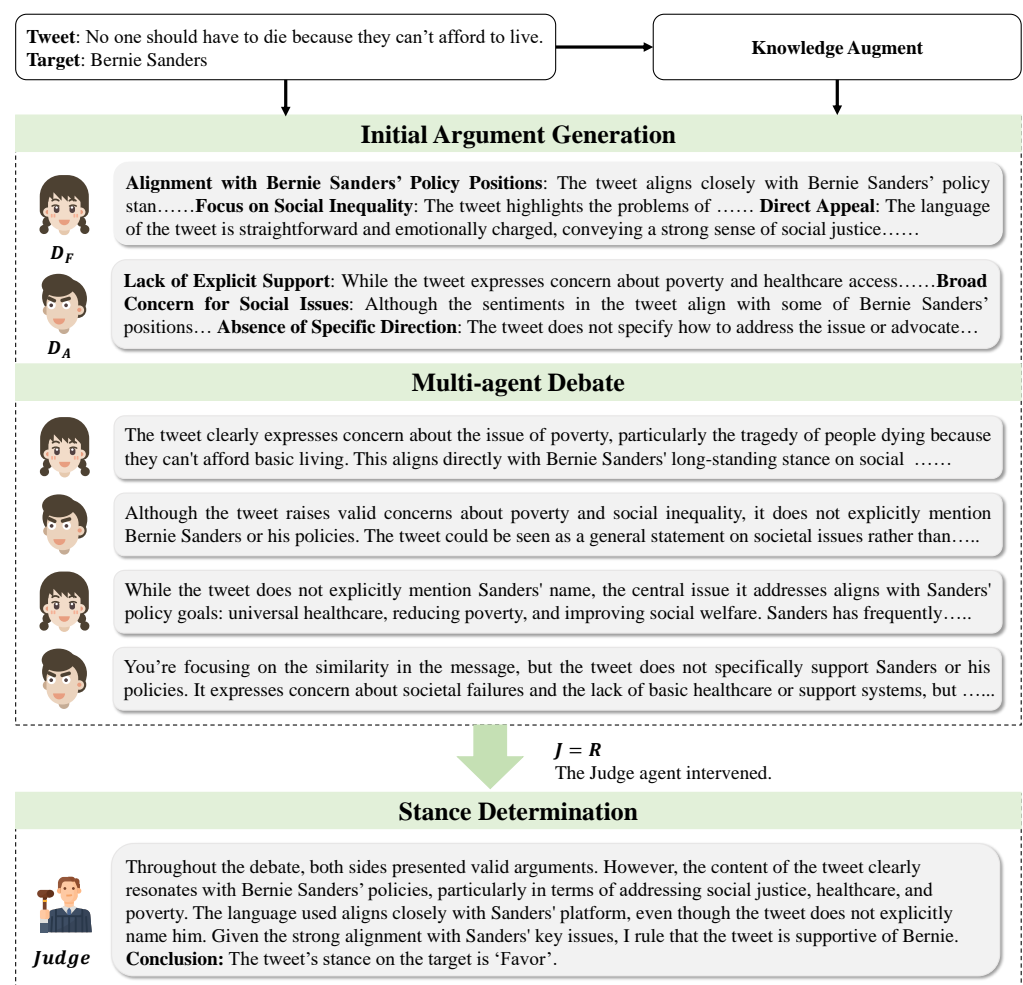 Tweet: No one should have to die because they can't afford to live.
Target: Bernie Sanders
Knowledge Augment
Initial Argument Generation
Alignment with Bernie Sanders' Policy Positions: The tweet aligns closely with Bernie Sanders' policy
stan……Focus on Social Inequality: The tweet highlights the problems of …… Direct Appeal: The language
of the tweet is straightforward and emotionally charged, conveying a strong sense of social justice……
D_F
Lack of Explicit Support: While the tweet expresses concern about poverty and healthcare access……Broad
Concern for Social Issues: Although the sentiments in the tweet align with some of Bernie Sanders'
positions… Absence of Specific Direction: The tweet does not specify how to address the issue or advocate…
D_A
Multi-agent Debate
The tweet clearly expresses concern about the issue of poverty, particularly the tragedy of people dying because
they can't afford basic living. This aligns directly with Bernie Sanders' long-standing stance on social ……
Although the tweet raises valid concerns about poverty and social inequality, it does not explicitly mention
Bernie Sanders or his policies. The tweet could be seen as a general statement on societal issues rather than…..
While the tweet does not explicitly mention Sanders' name, the central issue it addresses aligns with Sanders'
policy goals: universal healthcare, reducing poverty, and improving social welfare. Sanders has frequently…..
You're focusing on the similarity in the message, but the tweet does not specifically support Sanders or his
policies. It expresses concern about societal failures and the lack of basic healthcare or support systems, but …...
J = R
The Judge agent intervened.
Stance Determination
Throughout the debate, both sides presented valid arguments. However, the content of the tweet clearly
resonates with Bernie Sanders' policies, particularly in terms of addressing social justice, healthcare, and
poverty. The language used aligns closely with Sanders' platform, even though the tweet does not explicitly
name him. Given the strong alignment with Sanders' key issues, I rule that the tweet is supportive of Bernie.
Conclusion: The tweet's stance on the target is 'Favor'.
Judge